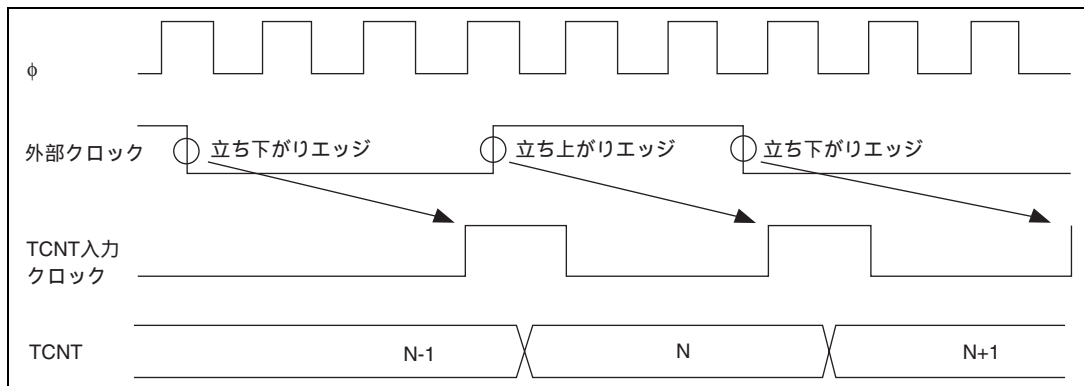 φ
外部クロック
立ち下がりエッジ
立ち上がりエッジ
立ち下がりエッジ
TCNT入力
クロック
TCNT
N-1
N
N+1